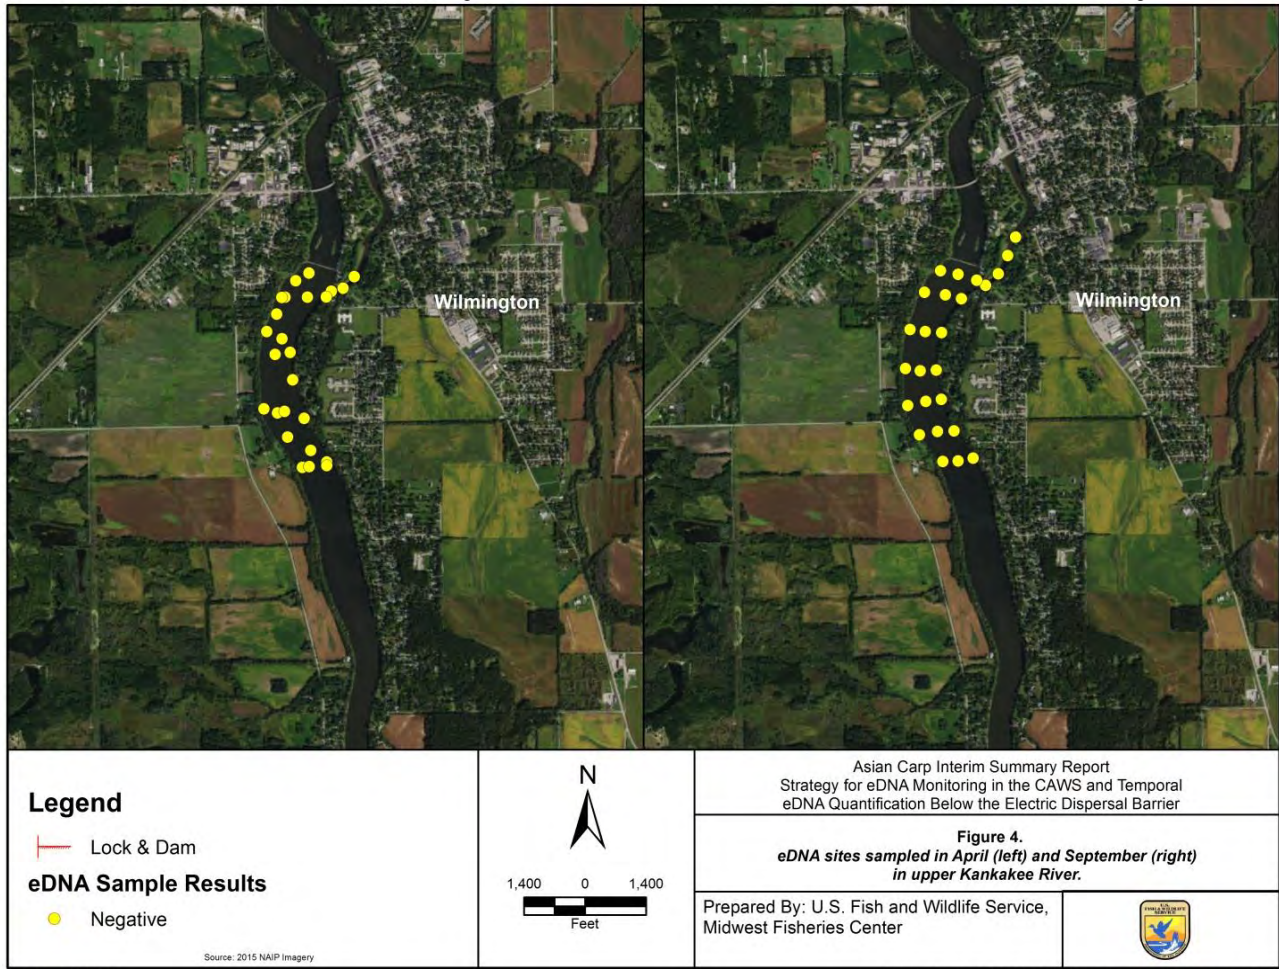 Wilmington
Wilmington
Legend
Lock & Dam
eDNA Sample Results
Negative
Source: 2015 NAIP Imagery
N
1,400 0 1,400
Feet
Asian Carp Interim Summary Report
Strategy for eDNA Monitoring in the CAWS and Temporal
eDNA Quantification Below the Electric Dispersal Barrier
Figure 4.
eDNA sites sampled in April (left) and September (right)
in upper Kankakee River.
Prepared By: U.S. Fish and Wildlife Service,
Midwest Fisheries Center
U.S.
FISH & WILDLIFE
SERVICE